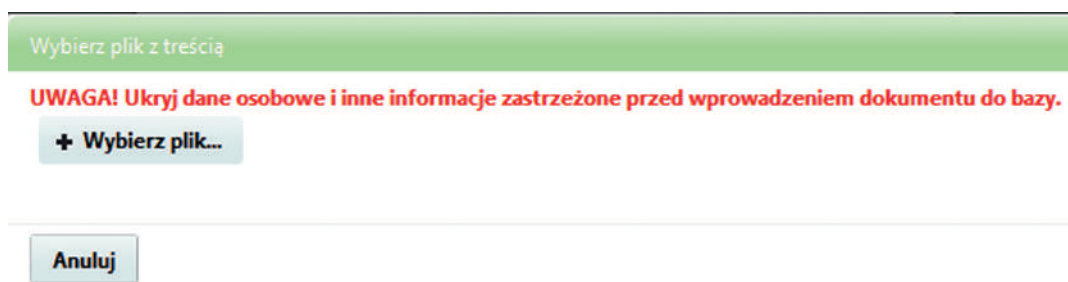 Wybierz plik z treścią
UWAGA! Ukryj dane osobowe i inne informacje zastrzeżone przed wprowadzeniem dokumentu do bazy.
+ Wybierz plik...
Anuluj